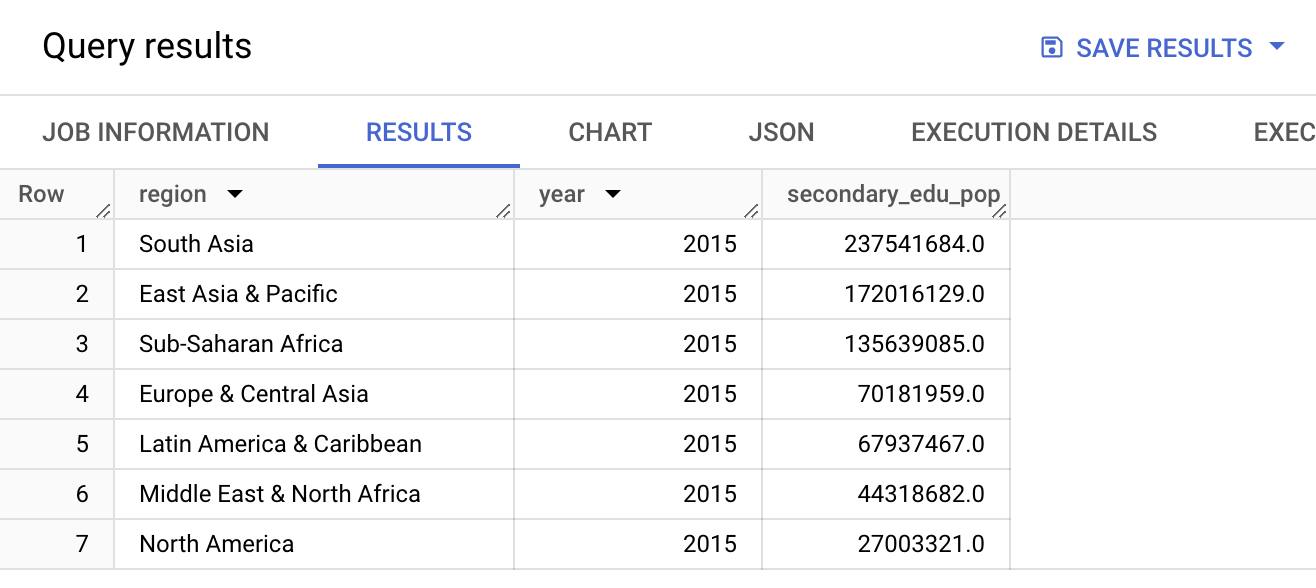 Query results
SAVE RESULTS
JOB INFORMATION RESULTS CHART JSON EXECUTION DETAILS EXEC
Row region year secondary_edu_pop
1 South Asia 2015 237541684.0
2 East Asia & Pacific 2015 172016129.0
3 Sub-Saharan Africa 2015 135639085.0
4 Europe & Central Asia 2015 70181959.0
5 Latin America & Caribbean 2015 67937467.0
6 Middle East & North Africa 2015 44318682.0
7 North America 2015 27003321.0